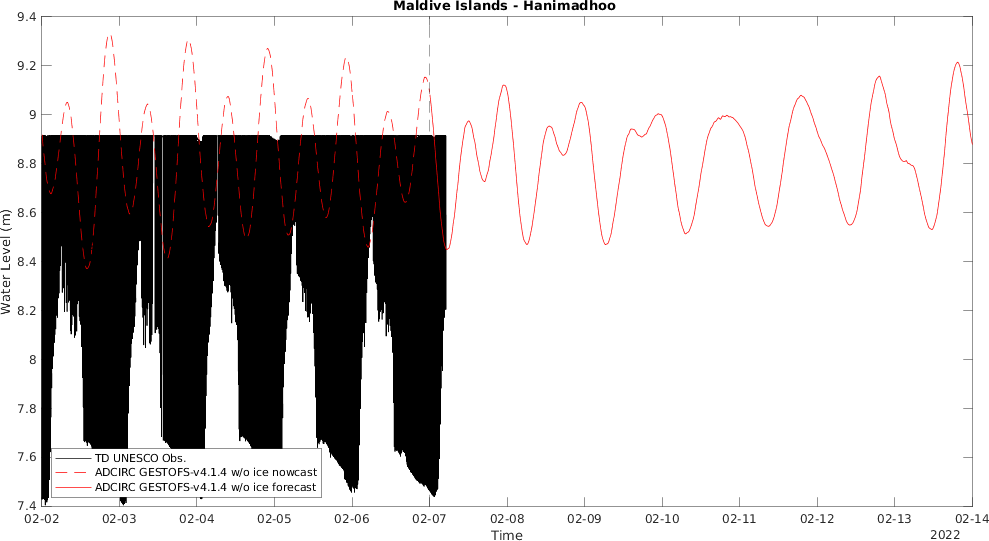 Maldive Islands - Hanimadhoo
9.4
9.2
9
8.8
8.6
8.4
8.2
8
7.8
7.6
7.4
Water Level (m)
TD UNESCO Obs.
ADCIRC GESTOFS-v4.1.4 w/o ice nowcast
ADCIRC GESTOFS-v4.1.4 w/o ice forecast
02-02 02-03 02-04 02-05 02-06 02-07 02-08 02-09 02-10 02-11 02-12 02-13 02-14
Time
2022